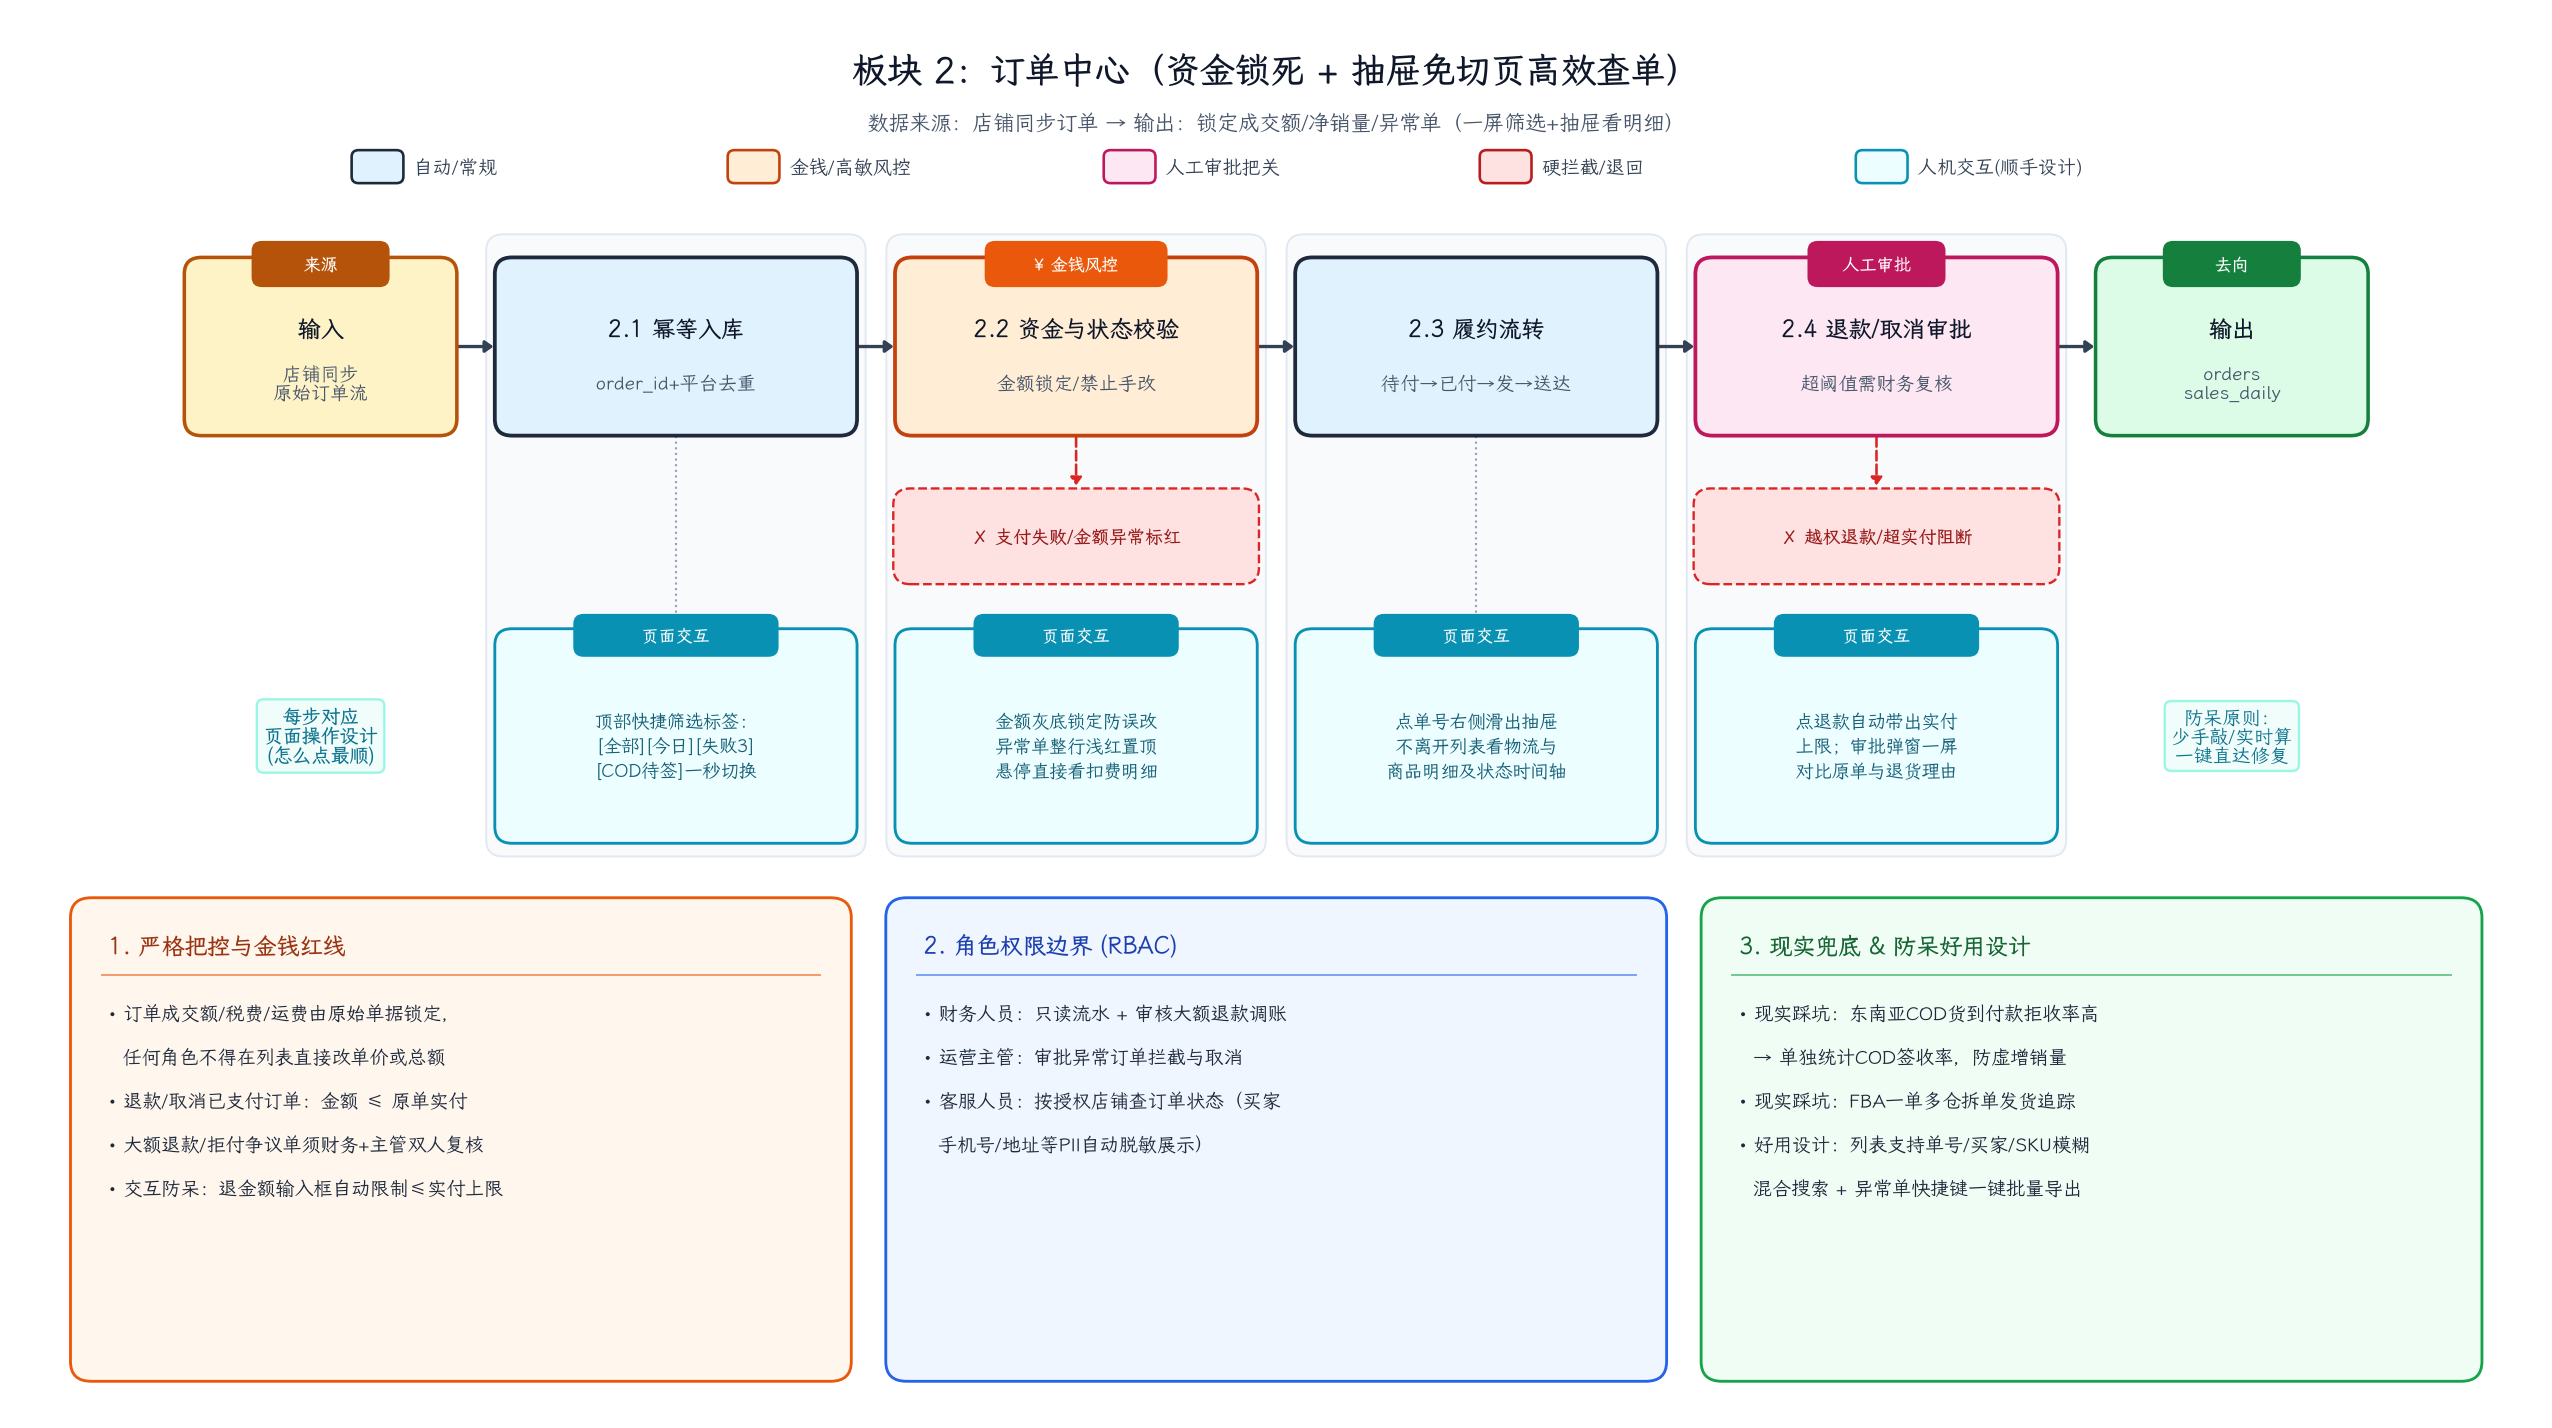 板块 2：订单中心（资金锁死 + 抽屉免切页高效查单）
数据来源：店铺同步订单 → 输出：锁定成交额/净销量/异常单（一屏筛选+抽屉看明细）
自动/常规
金钱/高敏风控
人工审批把关
硬拦截/退回
人机交互(顺手设计)
来源
输入
店铺同步
原始订单流
2.1 幂等入库
order_id+平台去重
¥ 金钱风控
2.2 资金与状态校验
金额锁定/禁止手改
2.3 履约流转
待付→已付→发→送达
人工审批
2.4 退款/取消审批
超阈值需财务复核
去向
输出
orders
sales_daily
X 支付失败/金额异常标红
X 越权退款/超实付阻断
每步对应
页面操作设计
(怎么点最顺)
页面交互
顶部快捷筛选标签：
[全部][今日][失败3]
[COD待签]一秒切换
页面交互
金额灰底锁定防误改
异常单整行浅红置顶
悬停直接看扣费明细
页面交互
点单号右侧滑出抽屉
不离开列表看物流与
商品明细及状态时间轴
页面交互
点退款自动带出实付
上限；审批弹窗一屏
对比原单与退货理由
防呆原则：
少手敲/实时算
一键直达修复
1. 严格把控与金钱红线
• 订单成交额/税费/运费由原始单据锁定，
任何角色不得在列表直接改单价或总额
• 退款/取消已支付订单：金额 ≤ 原单实付
• 大额退款/拒付争议单须财务+主管双人复核
• 交互防呆：退金额输入框自动限制≤实付上限
2. 角色权限边界 (RBAC)
• 财务人员：只读流水 + 审核大额退款调账
• 运营主管：审批异常订单拦截与取消
• 客服人员：按授权店铺查订单状态（买家
手机号/地址等PII自动脱敏展示）
3. 现实兜底 & 防呆好用设计
• 现实踩坑：东南亚COD货到付款拒收率高
→ 单独统计COD签收率，防虚增销量
• 现实踩坑：FBA一单多仓拆单发货追踪
• 好用设计：列表支持单号/买家/SKU模糊
混合搜索 + 异常单快捷键一键批量导出